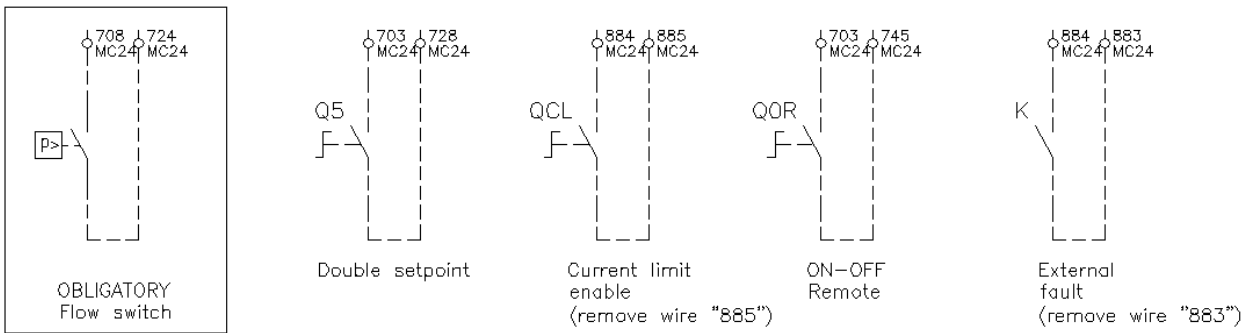 708 724
MC24 MC24
p>
OBLIGATORY
Flow switch
703 728
MC24 MC24
Q5
Double setpoint
884 885
MC24 MC24
QCL
Current limit
enable
(remove wire "885")
703 745
MC24 MC24
QOR
ON-OFF
Remote
884 883
MC24 MC24
K
External
fault
(remove wire "883")